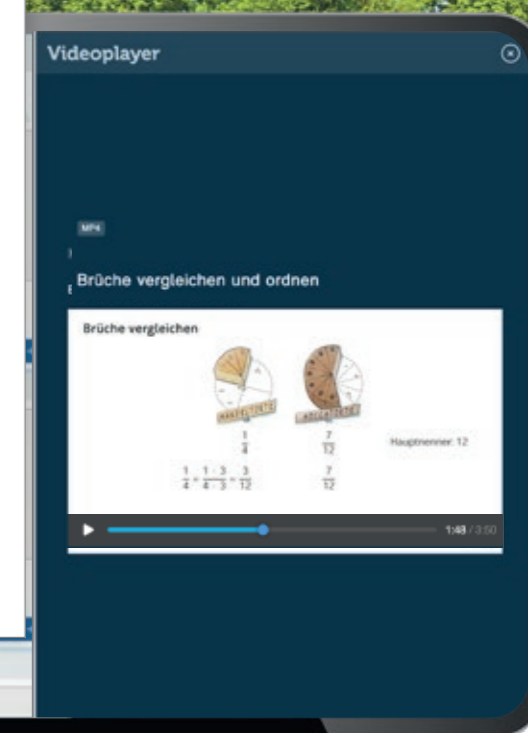 Videoplayer
MP4
Brüche vergleichen und ordnen
Brüche vergleichen
1/4
7/12
Hauptnenner: 12
1/4 = 1 · 3/4 · 3 = 3/12
7/12
1:48 / 3:50